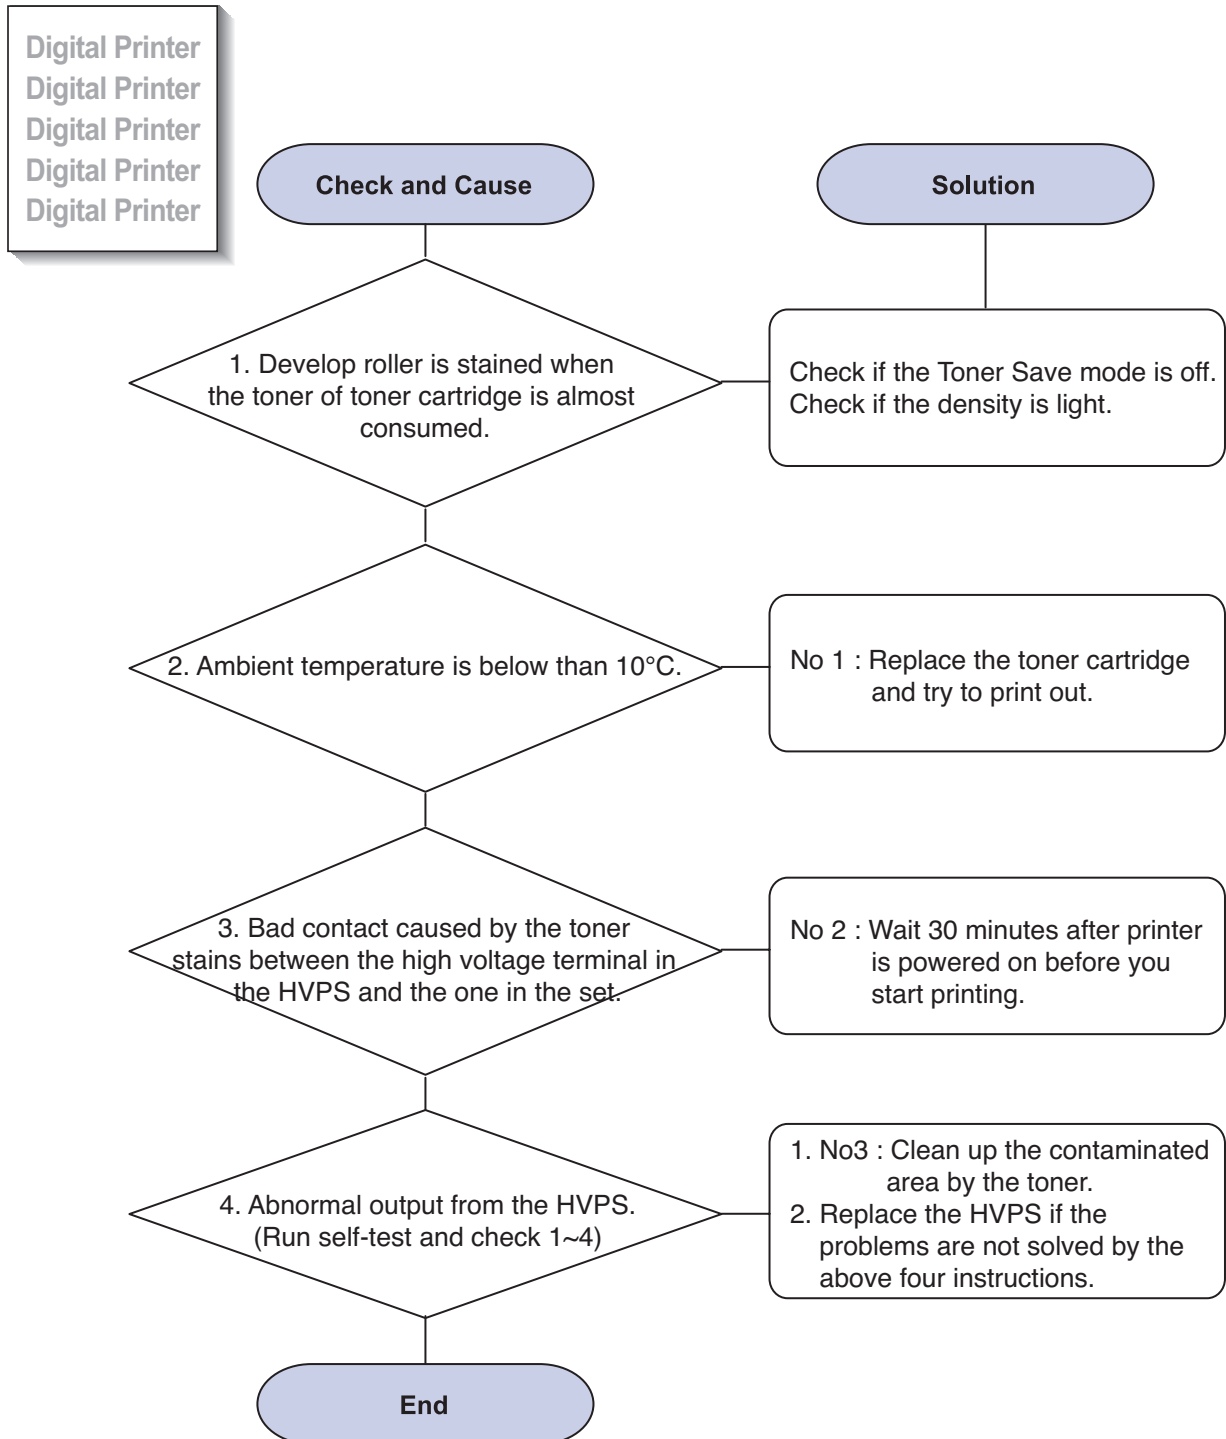 Digital Printer
Digital Printer
Digital Printer
Digital Printer
Digital Printer
Check and Cause
Solution
1. Develop roller is stained when
the toner of toner cartridge is almost
consumed.
Check if the Toner Save mode is off.
Check if the density is light.
2. Ambient temperature is below than 10°C.
No 1 : Replace the toner cartridge
and try to print out.
3. Bad contact caused by the toner
stains between the high voltage terminal in
the HVPS and the one in the set.
No 2 : Wait 30 minutes after printer
is powered on before you
start printing.
4. Abnormal output from the HVPS.
(Run self-test and check 1~4)
1. No3 : Clean up the contaminated
area by the toner.
2. Replace the HVPS if the
problems are not solved by the
above four instructions.
End